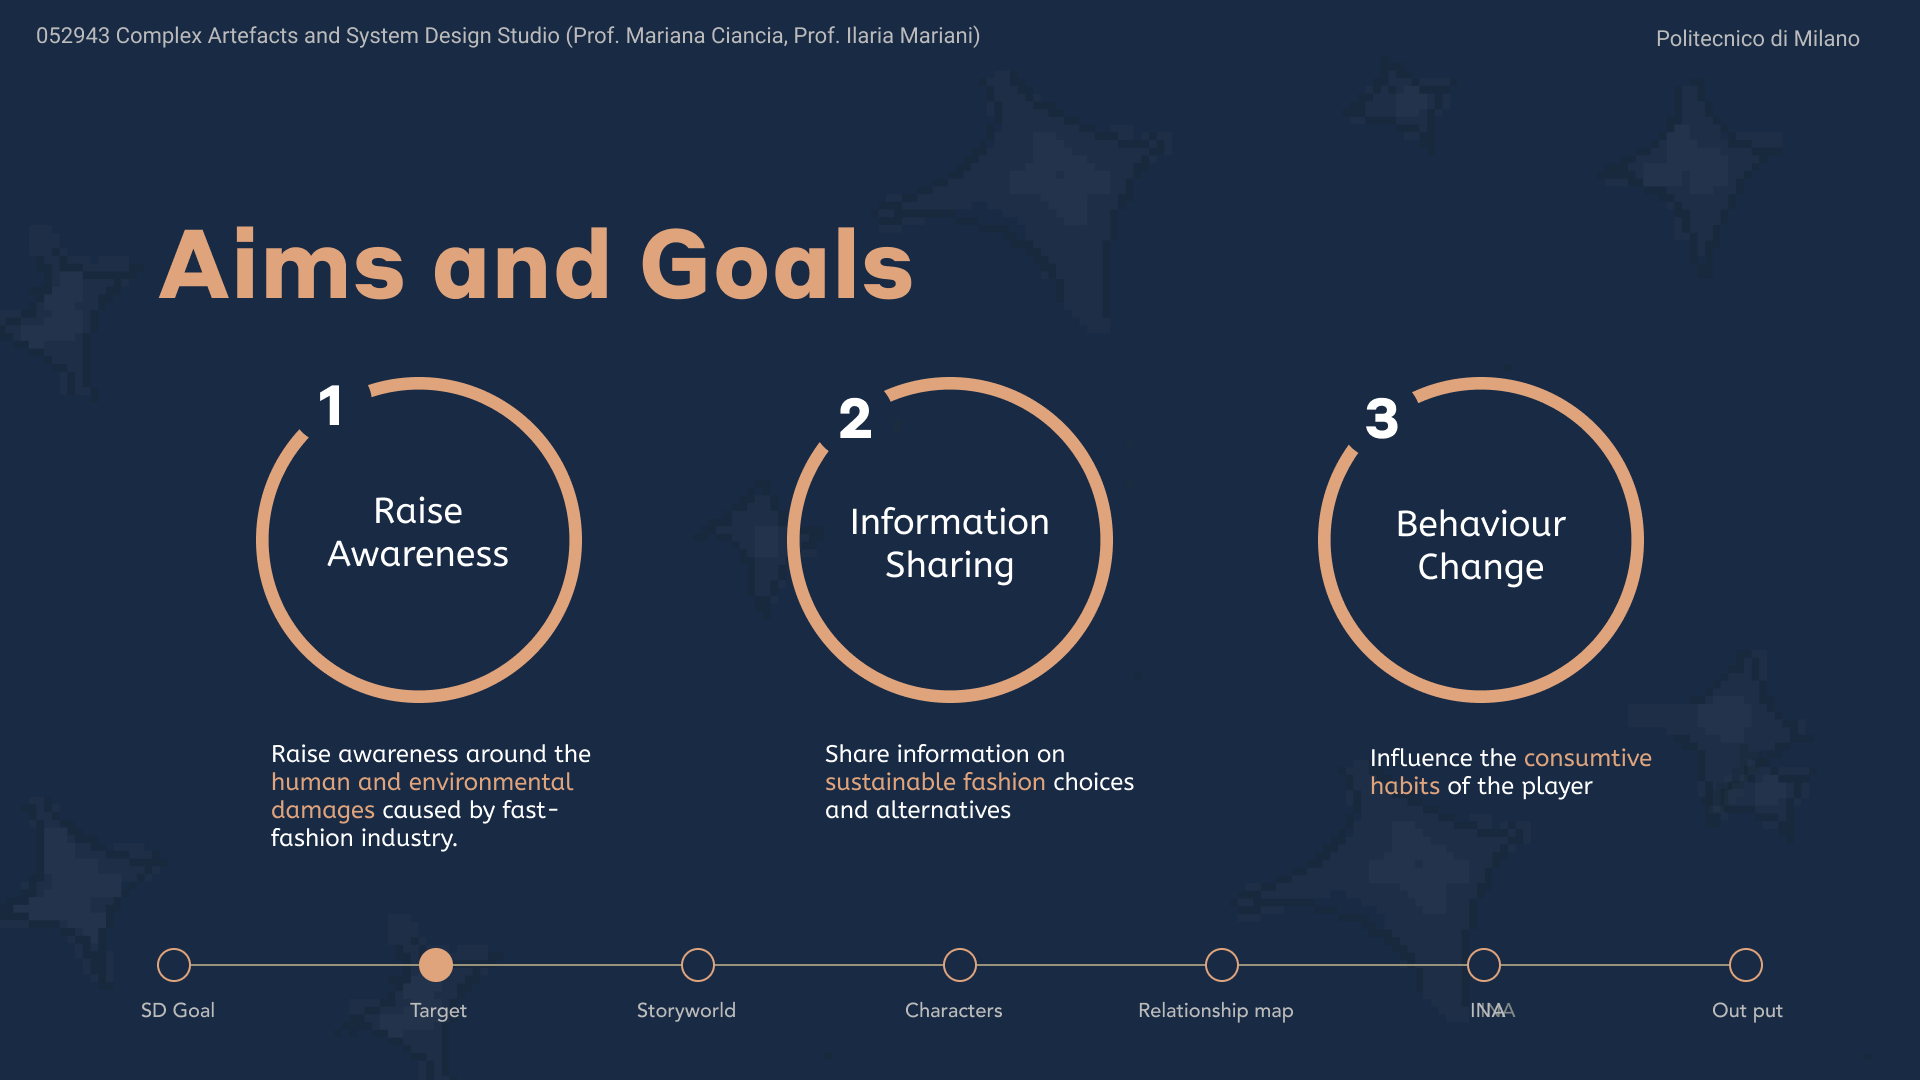 052943 Complex Artefacts and System Design Studio (Prof. Mariana Ciancia, Prof. Ilaria Mariani)
Politecnico di Milano
Aims and Goals
1
Raise
Awareness
Raise awareness around the
human and environmental
damages caused by fast-
fashion industry.
2
Information
Sharing
Share information on
sustainable fashion choices
and alternatives
3
Behaviour
Change
Influence the consumtive
habits of the player
SD Goal
Target
Storyworld
Characters
Relationship map
INA
Out put